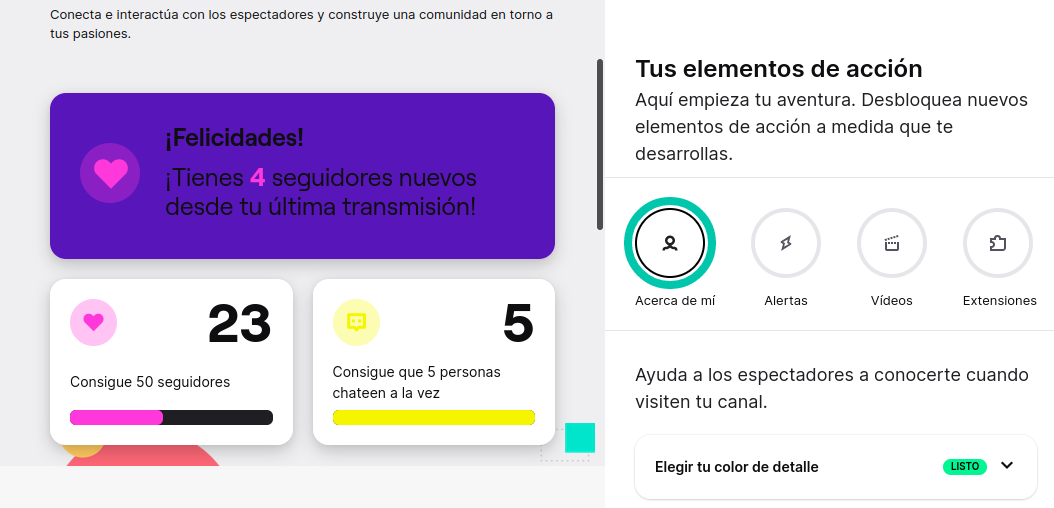 Conecta e interactúa con los espectadores y construye una comunidad en torno a
tus pasiones.
¡Felicidades!
¡Tienes 4 seguidores nuevos
desde tu última transmisión!
23
Consigue 50 seguidores
5
Consigue que 5 personas
chateen a la vez
Tus elementos de acción
Aquí empieza tu aventura. Desbloquea nuevos
elementos de acción a medida que te
desarrollas.
Acerca de mí
Alertas
Vídeos
Extensiones
Ayuda a los espectadores a conocerte cuando
visiten tu canal.
Elegir tu color de detalle
LISTO